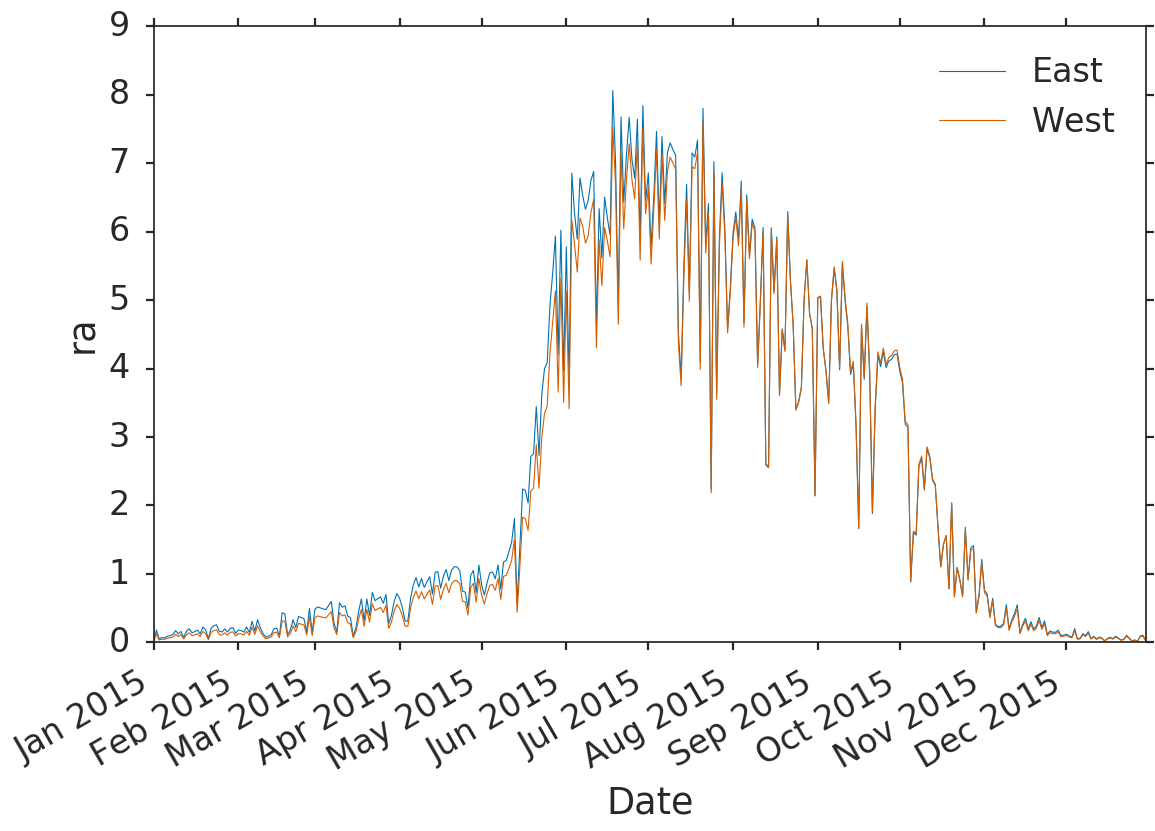 9
8
7
6
5
4
3
2
1
0
ra
East
West
Jan 2015
Feb 2015
Mar 2015
Apr 2015
May 2015
Jun 2015
Jul 2015
Aug 2015
Sep 2015
Oct 2015
Nov 2015
Dec 2015
Date